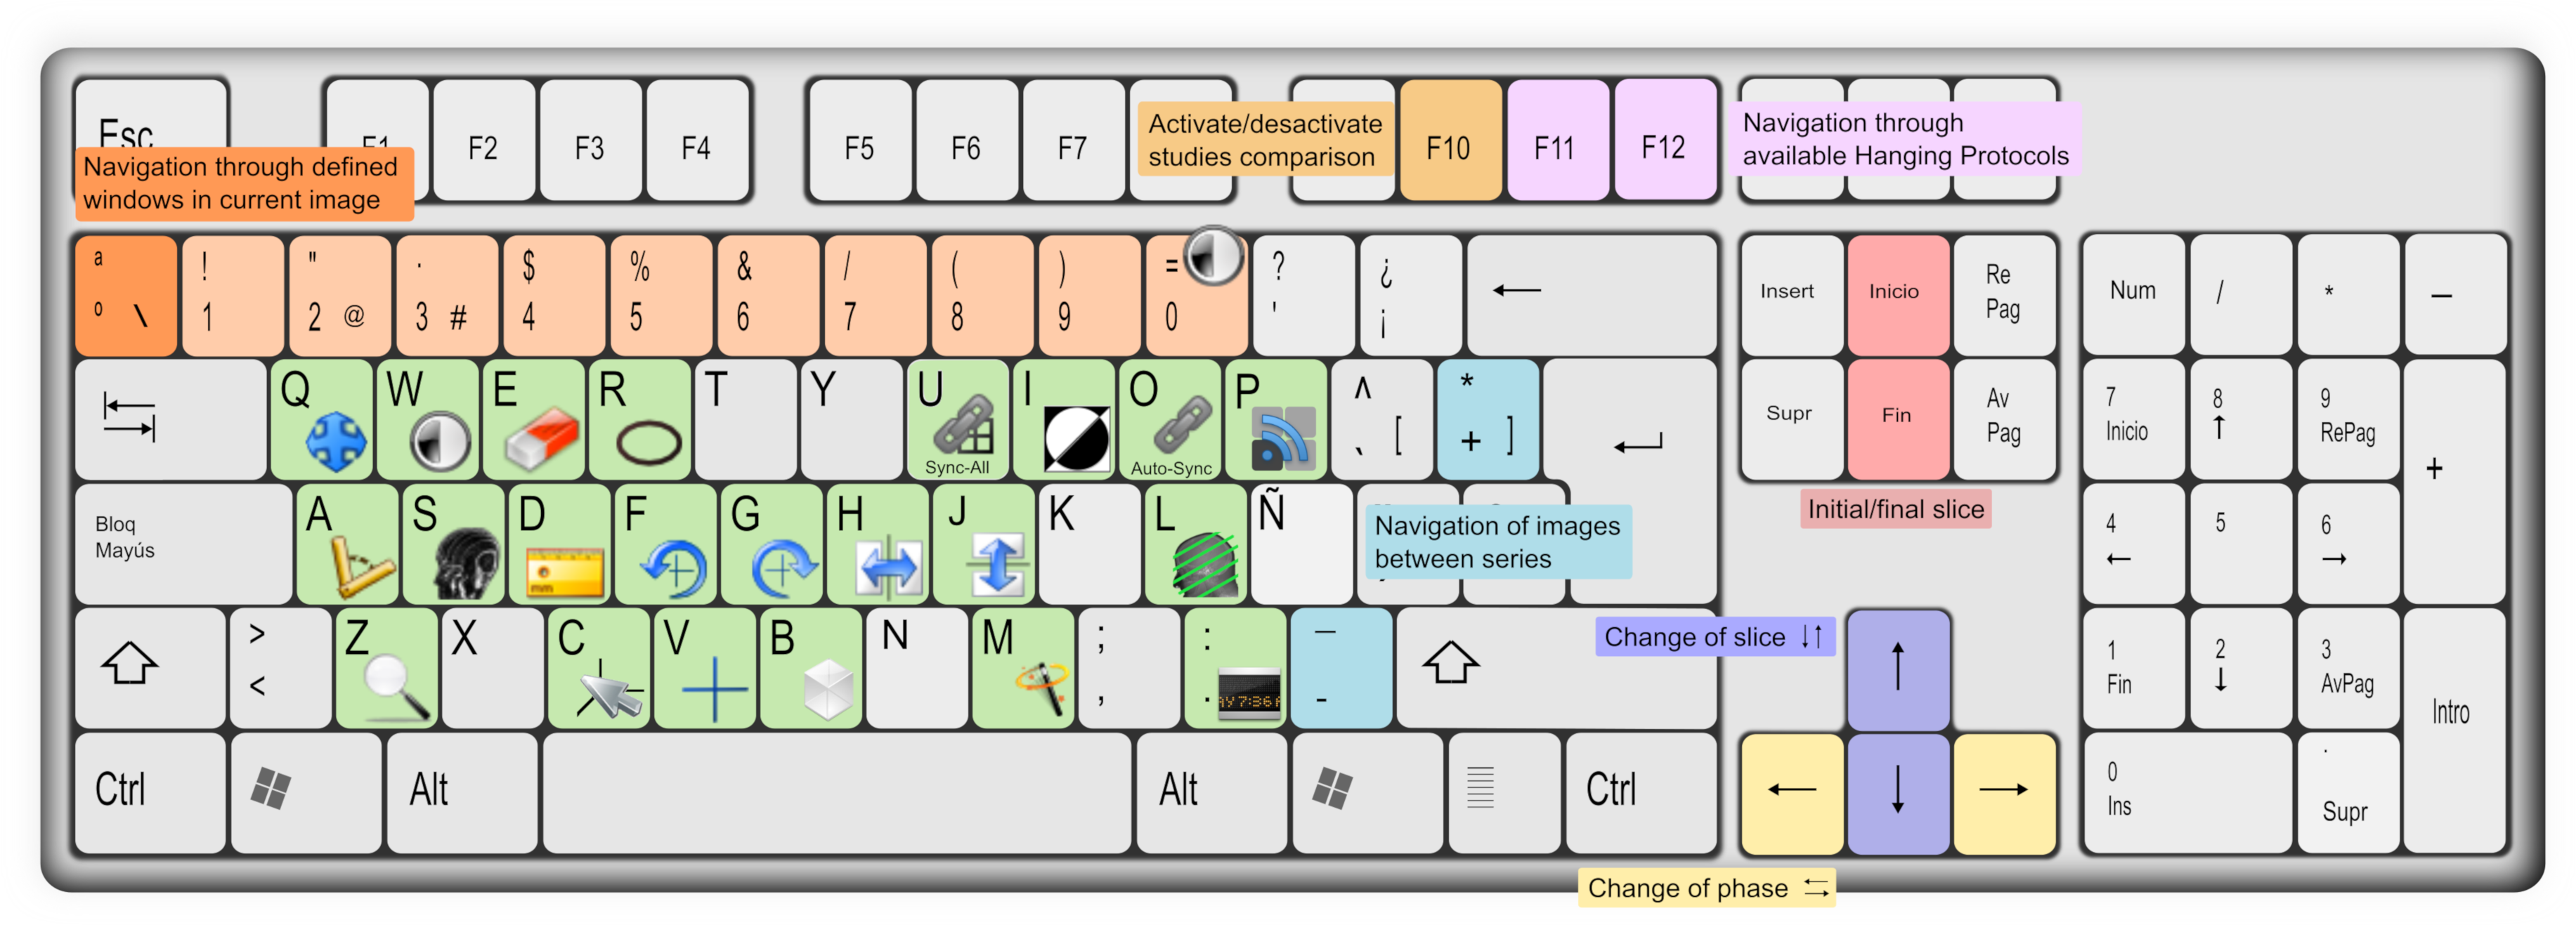 Esc
F1
F2
F3
F4
F5
F6
F7
Activate/desactivate
studies comparison
F10
F11
F12
Navigation through
available Hanging Protocols
Navigation through defined
windows in current image
a
º \
!
1
"
2 @
·
3 #
$
4
%
5
&
6
/
7
(
8
)
9
=
0
?
'
¿
¡
←
Insert
Inicio
Re
Pag
Num
/
*
–
Q
W
E
R
T
Y
U
Sync-All
I
O
Auto-Sync
P
^
` [
*
+ ]
Supr
Fin
Av
Pag
7
Inicio
8
↑
9
RePag
+
Initial/final slice
Bloq
Mayús
A
S
D
mm
F
G
H
J
K
L
Ñ
Navigation of images
between series
4
←
5
6
→
>
<
Z
X
C
V
B
N
M
;
,
:
.
7:36
–
-
Change of slice ↓↑
↑
1
Fin
2
↓
3
AvPag
Intro
Ctrl
Alt
Alt
Ctrl
←
↓
→
0
Ins
.
Supr
Change of phase ⇆